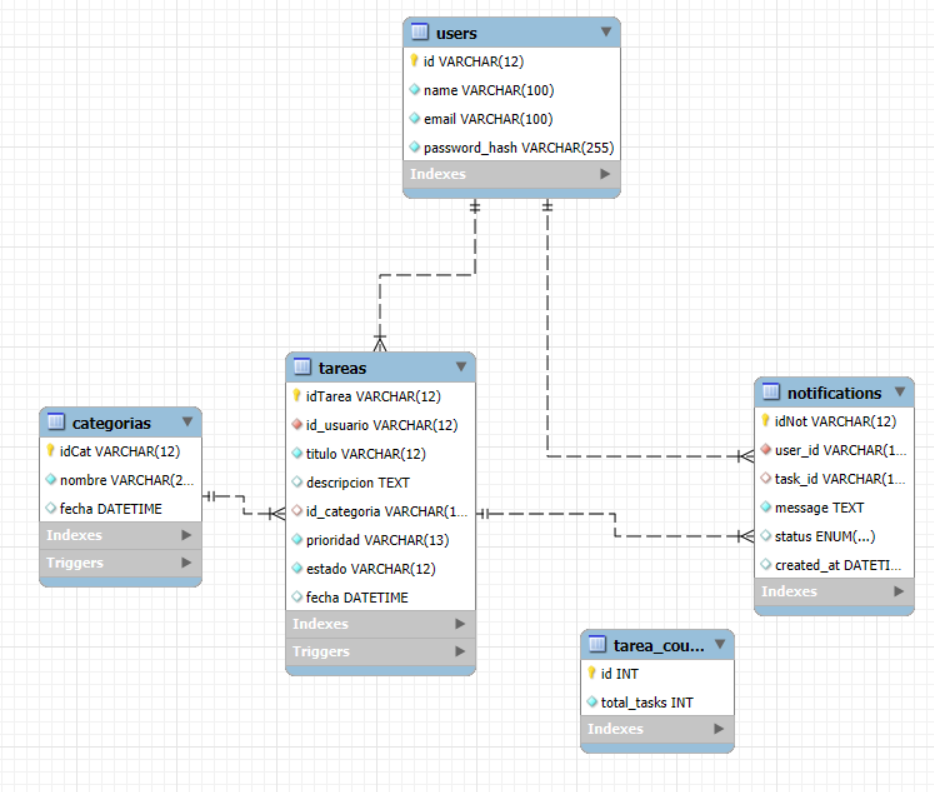 users
id VARCHAR(12)
name VARCHAR(100)
email VARCHAR(100)
password_hash VARCHAR(255)
Indexes
tareas
idTarea VARCHAR(12)
id_usuario VARCHAR(12)
titulo VARCHAR(12)
descripcion TEXT
id_categoria VARCHAR(1...
prioridad VARCHAR(13)
estado VARCHAR(12)
fecha DATETIME
Indexes
Triggers
categorias
idCat VARCHAR(12)
nombre VARCHAR(2...
fecha DATETIME
Indexes
Triggers
notifications
idNot VARCHAR(12)
user_id VARCHAR(1...
task_id VARCHAR(1...
message TEXT
status ENUM(...)
created_at DATETI...
Indexes
tarea_cou...
id INT
total_tasks INT
Indexes